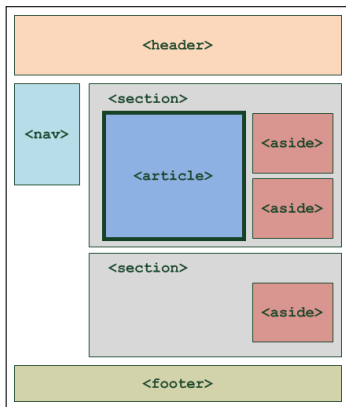 <header>
<nav>
<section>
<article>
<aside>
<aside>
<section>
<aside>
<footer>